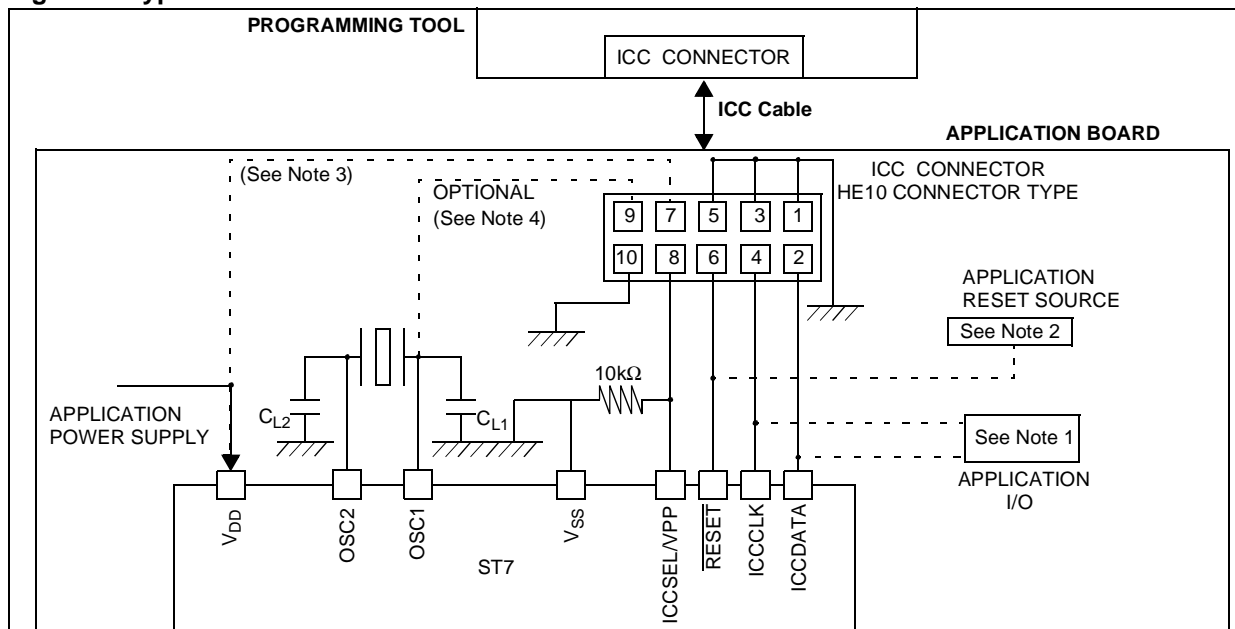 PROGRAMMING TOOL
ICC CONNECTOR
ICC Cable
APPLICATION BOARD
(See Note 3)
OPTIONAL
(See Note 4)
ICC CONNECTOR
HE10 CONNECTOR TYPE
9 7 5 3 1
10 8 6 4 2
APPLICATION
RESET SOURCE
See Note 2
10kΩ
APPLICATION
POWER SUPPLY
CL2
CL1
See Note 1
APPLICATION
I/O
VDD
OSC2
OSC1
VSS
ICCSEL/VPP
RESET
ICCCLK
ICCDATA
ST7